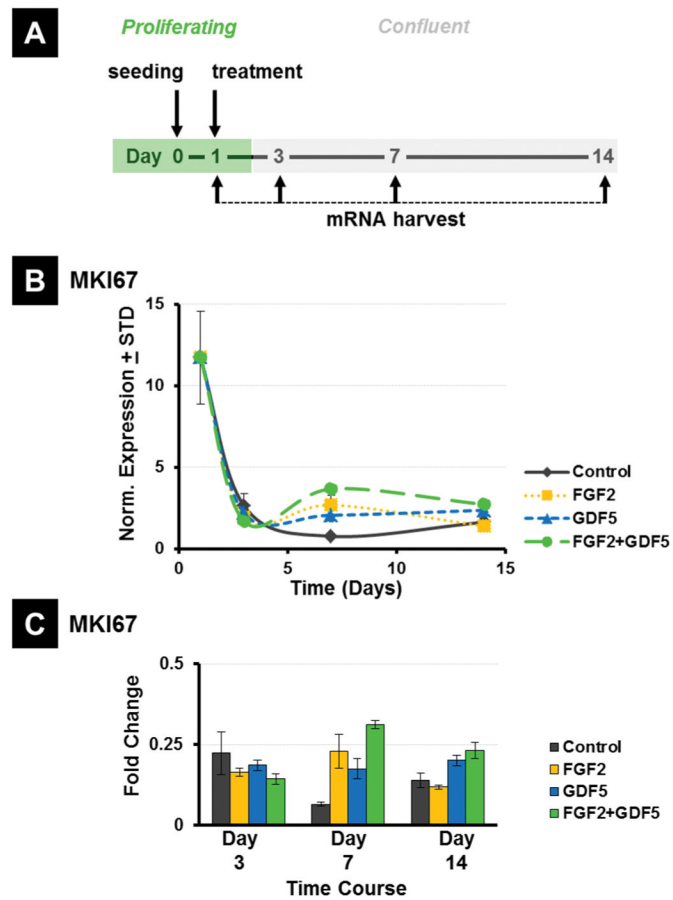 A
Proliferating Confluent
seeding treatment
Day 0 1 3 7 14
mRNA harvest
B MKI67
Norm. Expression ± STD
15
10
5
0
0 5 10 15
Time (Days)
Control
FGF2
GDF5
FGF2+GDF5
C MKI67
Fold Change
0.5
0.25
0
Day Day Day
3 7 14
Time Course
Control
FGF2
GDF5
FGF2+GDF5